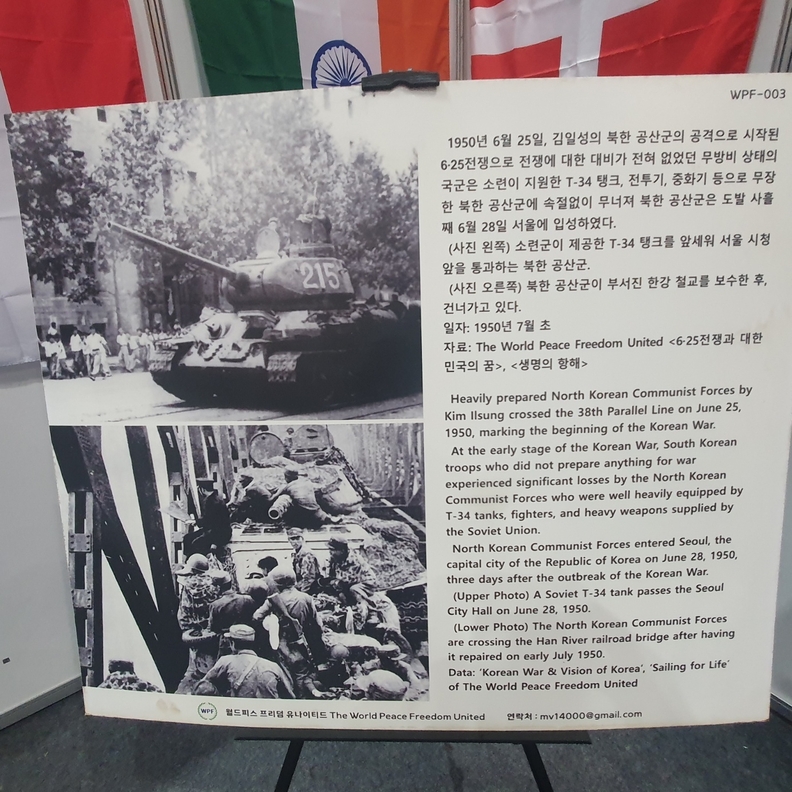 WPF-003
215
1950년 6월 25일, 김일성의 북한 공산군의 공격으로 시작된
6·25전쟁으로 전쟁에 대한 대비가 전혀 없었던 무방비 상태의
국군은 소련이 지원한 T-34 탱크, 전투기, 중화기 등으로 무장
한 북한 공산군에 속절없이 무너져 북한 공산군은 도발 사흘
째 6월 28일 서울에 입성하였다.
(사진 왼쪽) 소련군이 제공한 T-34 탱크를 앞세워 서울 시청
앞을 통과하는 북한 공산군.
(사진 오른쪽) 북한 공산군이 부서진 한강 철교를 보수한 후,
건너가고 있다.
일자: 1950년 7월 초
자료: The World Peace Freedom United <6·25전쟁과 대한
민국의 꿈>, <생명의 항해>
Heavily prepared North Korean Communist Forces by
Kim Ilsung crossed the 38th Parallel Line on June 25,
1950, marking the beginning of the Korean War.
At the early stage of the Korean War, South Korean
troops who did not prepare anything for war
experienced significant losses by the North Korean
Communist Forces who were well heavily equipped by
T-34 tanks, fighters, and heavy weapons supplied by
the Soviet Union.
North Korean Communist Forces entered Seoul, the
capital city of the Republic of Korea on June 28, 1950,
three days after the outbreak of the Korean War.
(Upper Photo) A Soviet T-34 tank passes the Seoul
City Hall on June 28, 1950.
(Lower Photo) The North Korean Communist Forces
are crossing the Han River railroad bridge after having
it repaired on early July 1950.
Data: 'Korean War & Vision of Korea', 'Sailing for Life'
of The World Peace Freedom United
WPF 월드피스 프리덤 유나이티드 The World Peace Freedom United 연락처 : mv14000@gmail.com